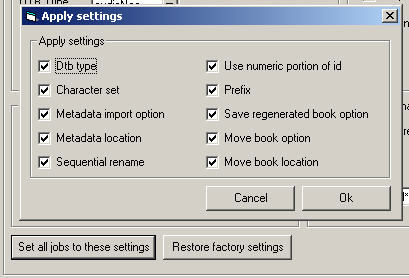 Apply settings
Apply settings
Dtb type
Use numeric portion of id
Character set
Prefix
Metadata import option
Save regenerated book option
Metadata location
Move book option
Sequential rename
Move book location
Cancel
Ok
Set all jobs to these settings
Restore factory settings